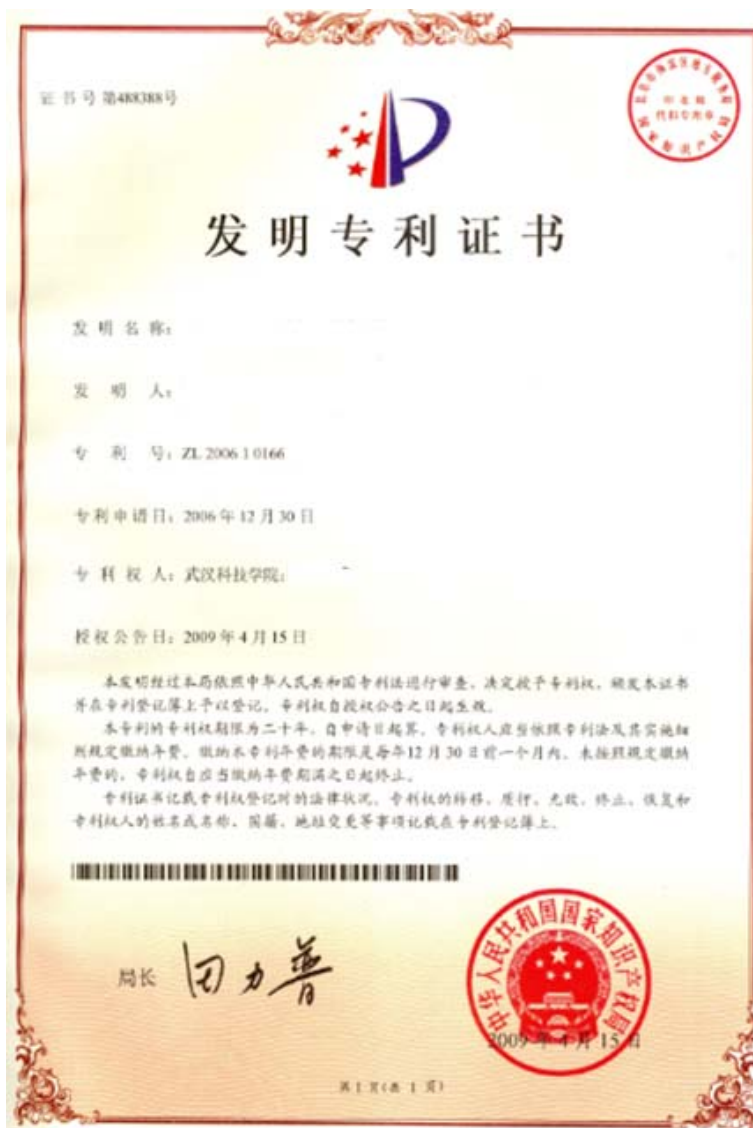 证书号第488388号
发明专利证书
发明名称：
发明人：
专利号：ZL 2006 1 0166
专利申请日：2006年12月30日
专利权人：武汉科技学院;
授权公告日：2009年4月15日
本发明经过本局依照中华人民共和国专利法进行审查，决定授予专利权，颁发本证书
并在专利登记簿上予以登记。专利权自授权公告之日起生效。
本专利的专利权期限为二十年，自申请日起算。专利权人应当依照专利法及其实施细
则规定缴纳年费。缴纳本专利年费的期限是每年12月30日前一个月内。未按照规定缴纳
年费的，专利权自应当缴纳年费期满之日起终止。
专利证书记载专利权登记时的法律状况。专利权的转移、质押、无效、终止、恢复和
专利权人的姓名或名称、国籍、地址变更等事项记载在专利登记簿上。
局长 田力普
中华人民共和国国家知识产权局
2009年4月15日
第1页(共1页)